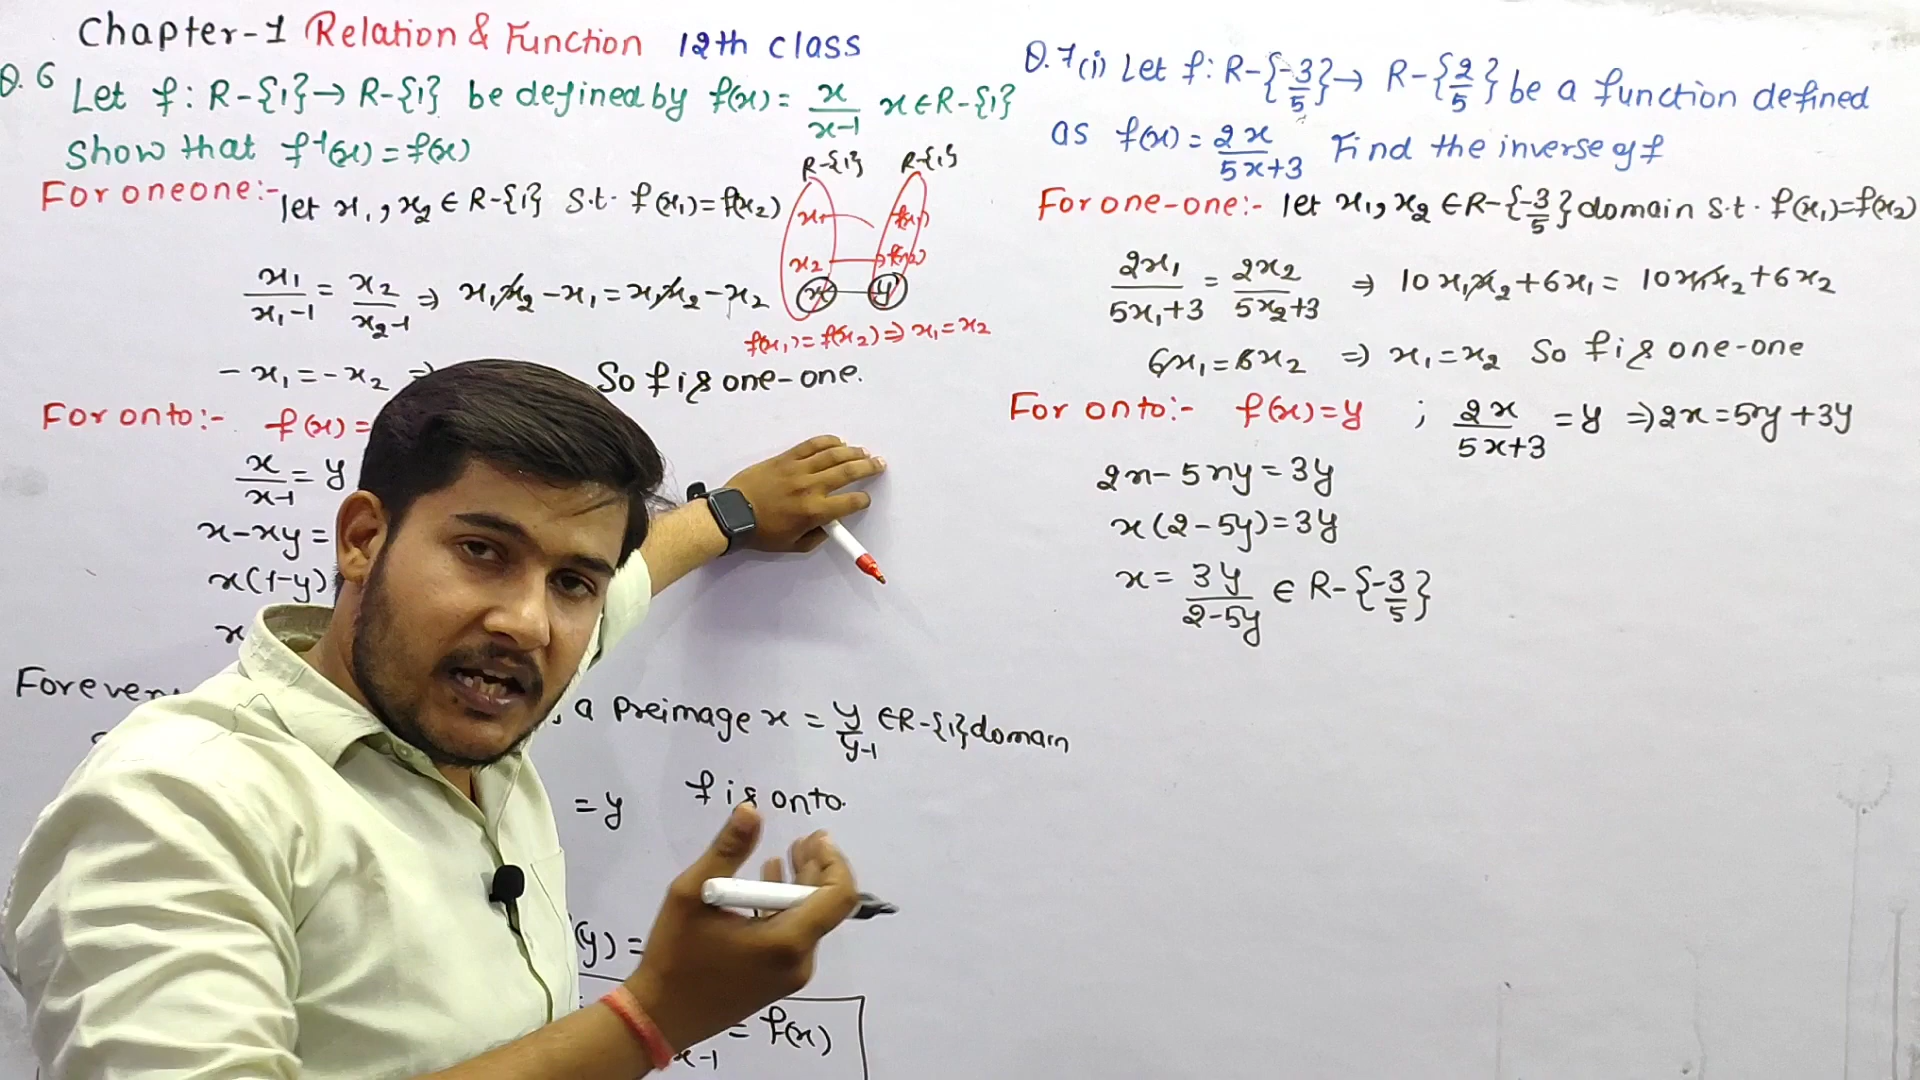 Chapter-1 Relation & Function 12th class
Q.6 Let f: R-{1}→ R-{1} be defined by f(x) = x/(x-1) x∈R-{1}
Show that f⁻¹(x) = f(x)
For oneone:- let x₁, x₂ ∈ R-{1} s.t. f(x₁) = f(x₂)
R-{1} R-{1}
x₁ f(x₁)
x₂ f(x₂)
x y
x₁/(x₁-1) = x₂/(x₂-1) ⇒ x₁x₂ - x₁ = x₁x₂ - x₂
f(x₁) = f(x₂) ⇒ x₁ = x₂
-x₁ = -x₂ ⇒ So f is one-one.
For onto:- f(x) =
x/(x-1) = y
x - xy =
x(1-y)
x
For every a preimage x = y/(y-1) ∈R-{1} domain
= y f is onto.
(y) =
x-1 = f(x)
Q.7(i) Let f: R-{-3/5}→ R-{2/5} be a function defined
as f(x) = 2x/(5x+3) Find the inverse of f
For one-one:- let x₁, x₂ ∈R-{-3/5} domain s.t. f(x₁)=f(x₂)
2x₁/(5x₁+3) = 2x₂/(5x₂+3) ⇒ 10x₁x₂ + 6x₁ = 10x₁x₂ + 6x₂
6x₁ = 6x₂ ⇒ x₁ = x₂ So f is one-one
For onto:- f(x) = y ; 2x/(5x+3) = y ⇒ 2x = 5xy + 3y
2x - 5xy = 3y
x(2 - 5y) = 3y
x = 3y/(2-5y) ∈ R-{-3/5}